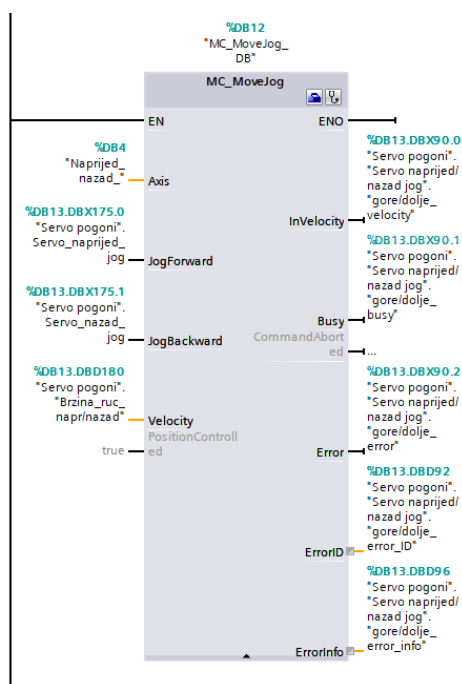 %DB12
"MC_MoveJog_
DB"
MC_MoveJog
EN
ENO
%DB4
"Naprijed_
nazad_"
Axis
%DB13.DBX90.0
"Servo pogoni".
"Servo naprijed/
nazad jog".
"gore/dolje_
velocity"
InVelocity
%DB13.DBX175.0
"Servo pogoni".
Servo_naprijed_
jog
JogForward
%DB13.DBX90.1
"Servo pogoni".
"Servo naprijed/
nazad jog".
"gore/dolje_
busy"
Busy
%DB13.DBX175.1
"Servo pogoni".
Servo_nazad_
jog
JogBackward
CommandAbort
ed
...
%DB13.DBD180
"Servo pogoni".
"Brzina_ruc_
napr/nazad"
Velocity
%DB13.DBX90.2
"Servo pogoni".
"Servo naprijed/
nazad jog".
"gore/dolje_
error"
Error
PositionControll
true
ed
%DB13.DBD92
"Servo pogoni".
"Servo naprijed/
nazad jog".
"gore/dolje_
error_ID"
ErrorID
%DB13.DBD96
"Servo pogoni".
"Servo naprijed/
nazad jog".
"gore/dolje_
error_info"
ErrorInfo